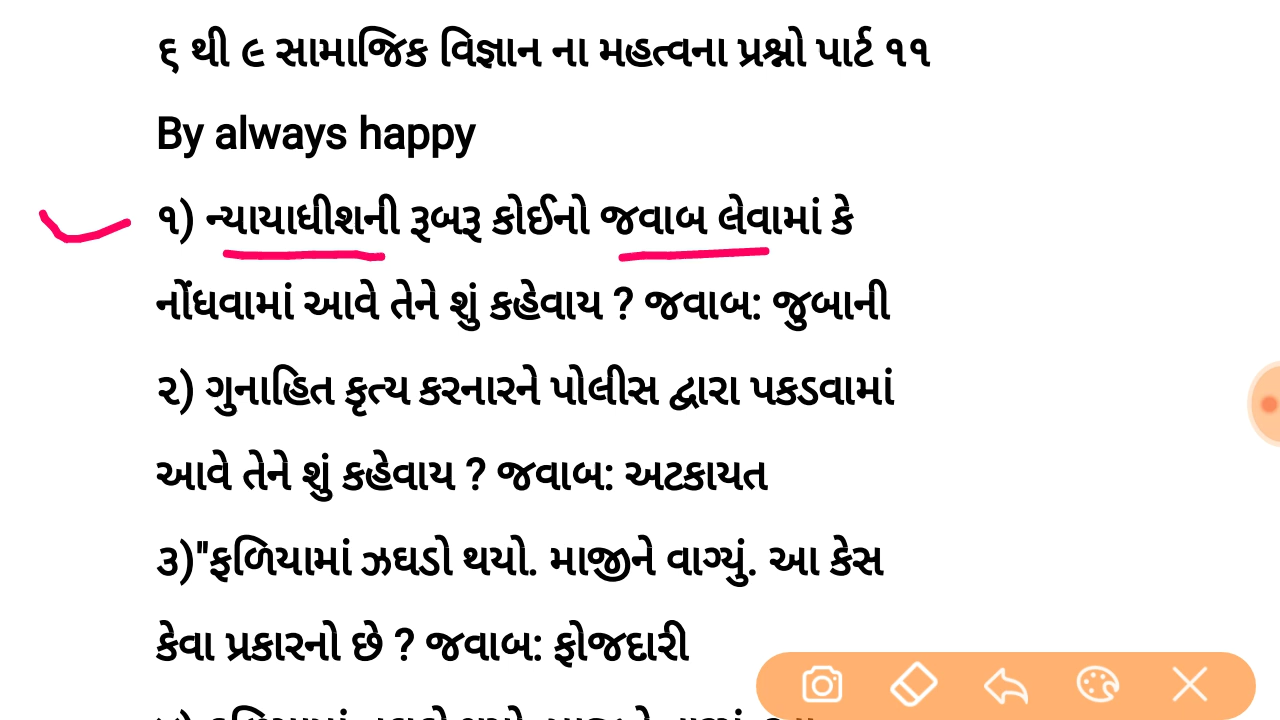 ૬ થી ૯ સામાજિક વિજ્ઞાન ના મહત્વના પ્રશ્નો પાર્ટ ૧૧
By always happy
૧) ન્યાયાધીશની રૂબરૂ કોઈનો જવાબ લેવામાં કે
નોંધવામાં આવે તેને શું કહેવાય ? જવાબ: જુબાની
૨) ગુનાહિત કૃત્ય કરનારને પોલીસ દ્વારા પકડવામાં
આવે તેને શું કહેવાય ? જવાબ: અટકાયત
૩)"ફળિયામાં ઝઘડો થયો. માજીને વાગ્યું. આ કેસ
કેવા પ્રકારનો છે ? જવાબ: ફોજદારી